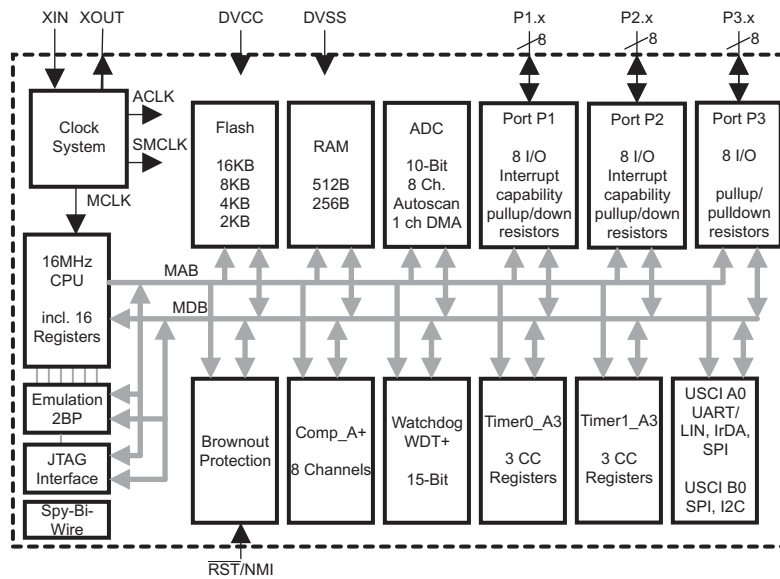 XIN XOUT DVCC DVSS P1.x P2.x P3.x
8 8 8
ACLK
SMCLK
MCLK
Clock
System
Flash
16KB
8KB
4KB
2KB
RAM
512B
256B
ADC
10-Bit
8 Ch.
Autoscan
1 ch DMA
Port P1
8 I/O
Interrupt
capability
pullup/down
resistors
Port P2
8 I/O
Interrupt
capability
pullup/down
resistors
Port P3
8 I/O
pullup/
pulldown
resistors
16MHz
CPU
incl. 16
Registers
MAB
MDB
Emulation
2BP
JTAG
Interface
Spy-Bi-
Wire
Brownout
Protection
Comp_A+
8 Channels
Watchdog
WDT+
15-Bit
Timer0_A3
3 CC
Registers
Timer1_A3
3 CC
Registers
USCI A0
UART/
LIN, IrDA,
SPI
USCI B0
SPI, I2C
RST/NMI